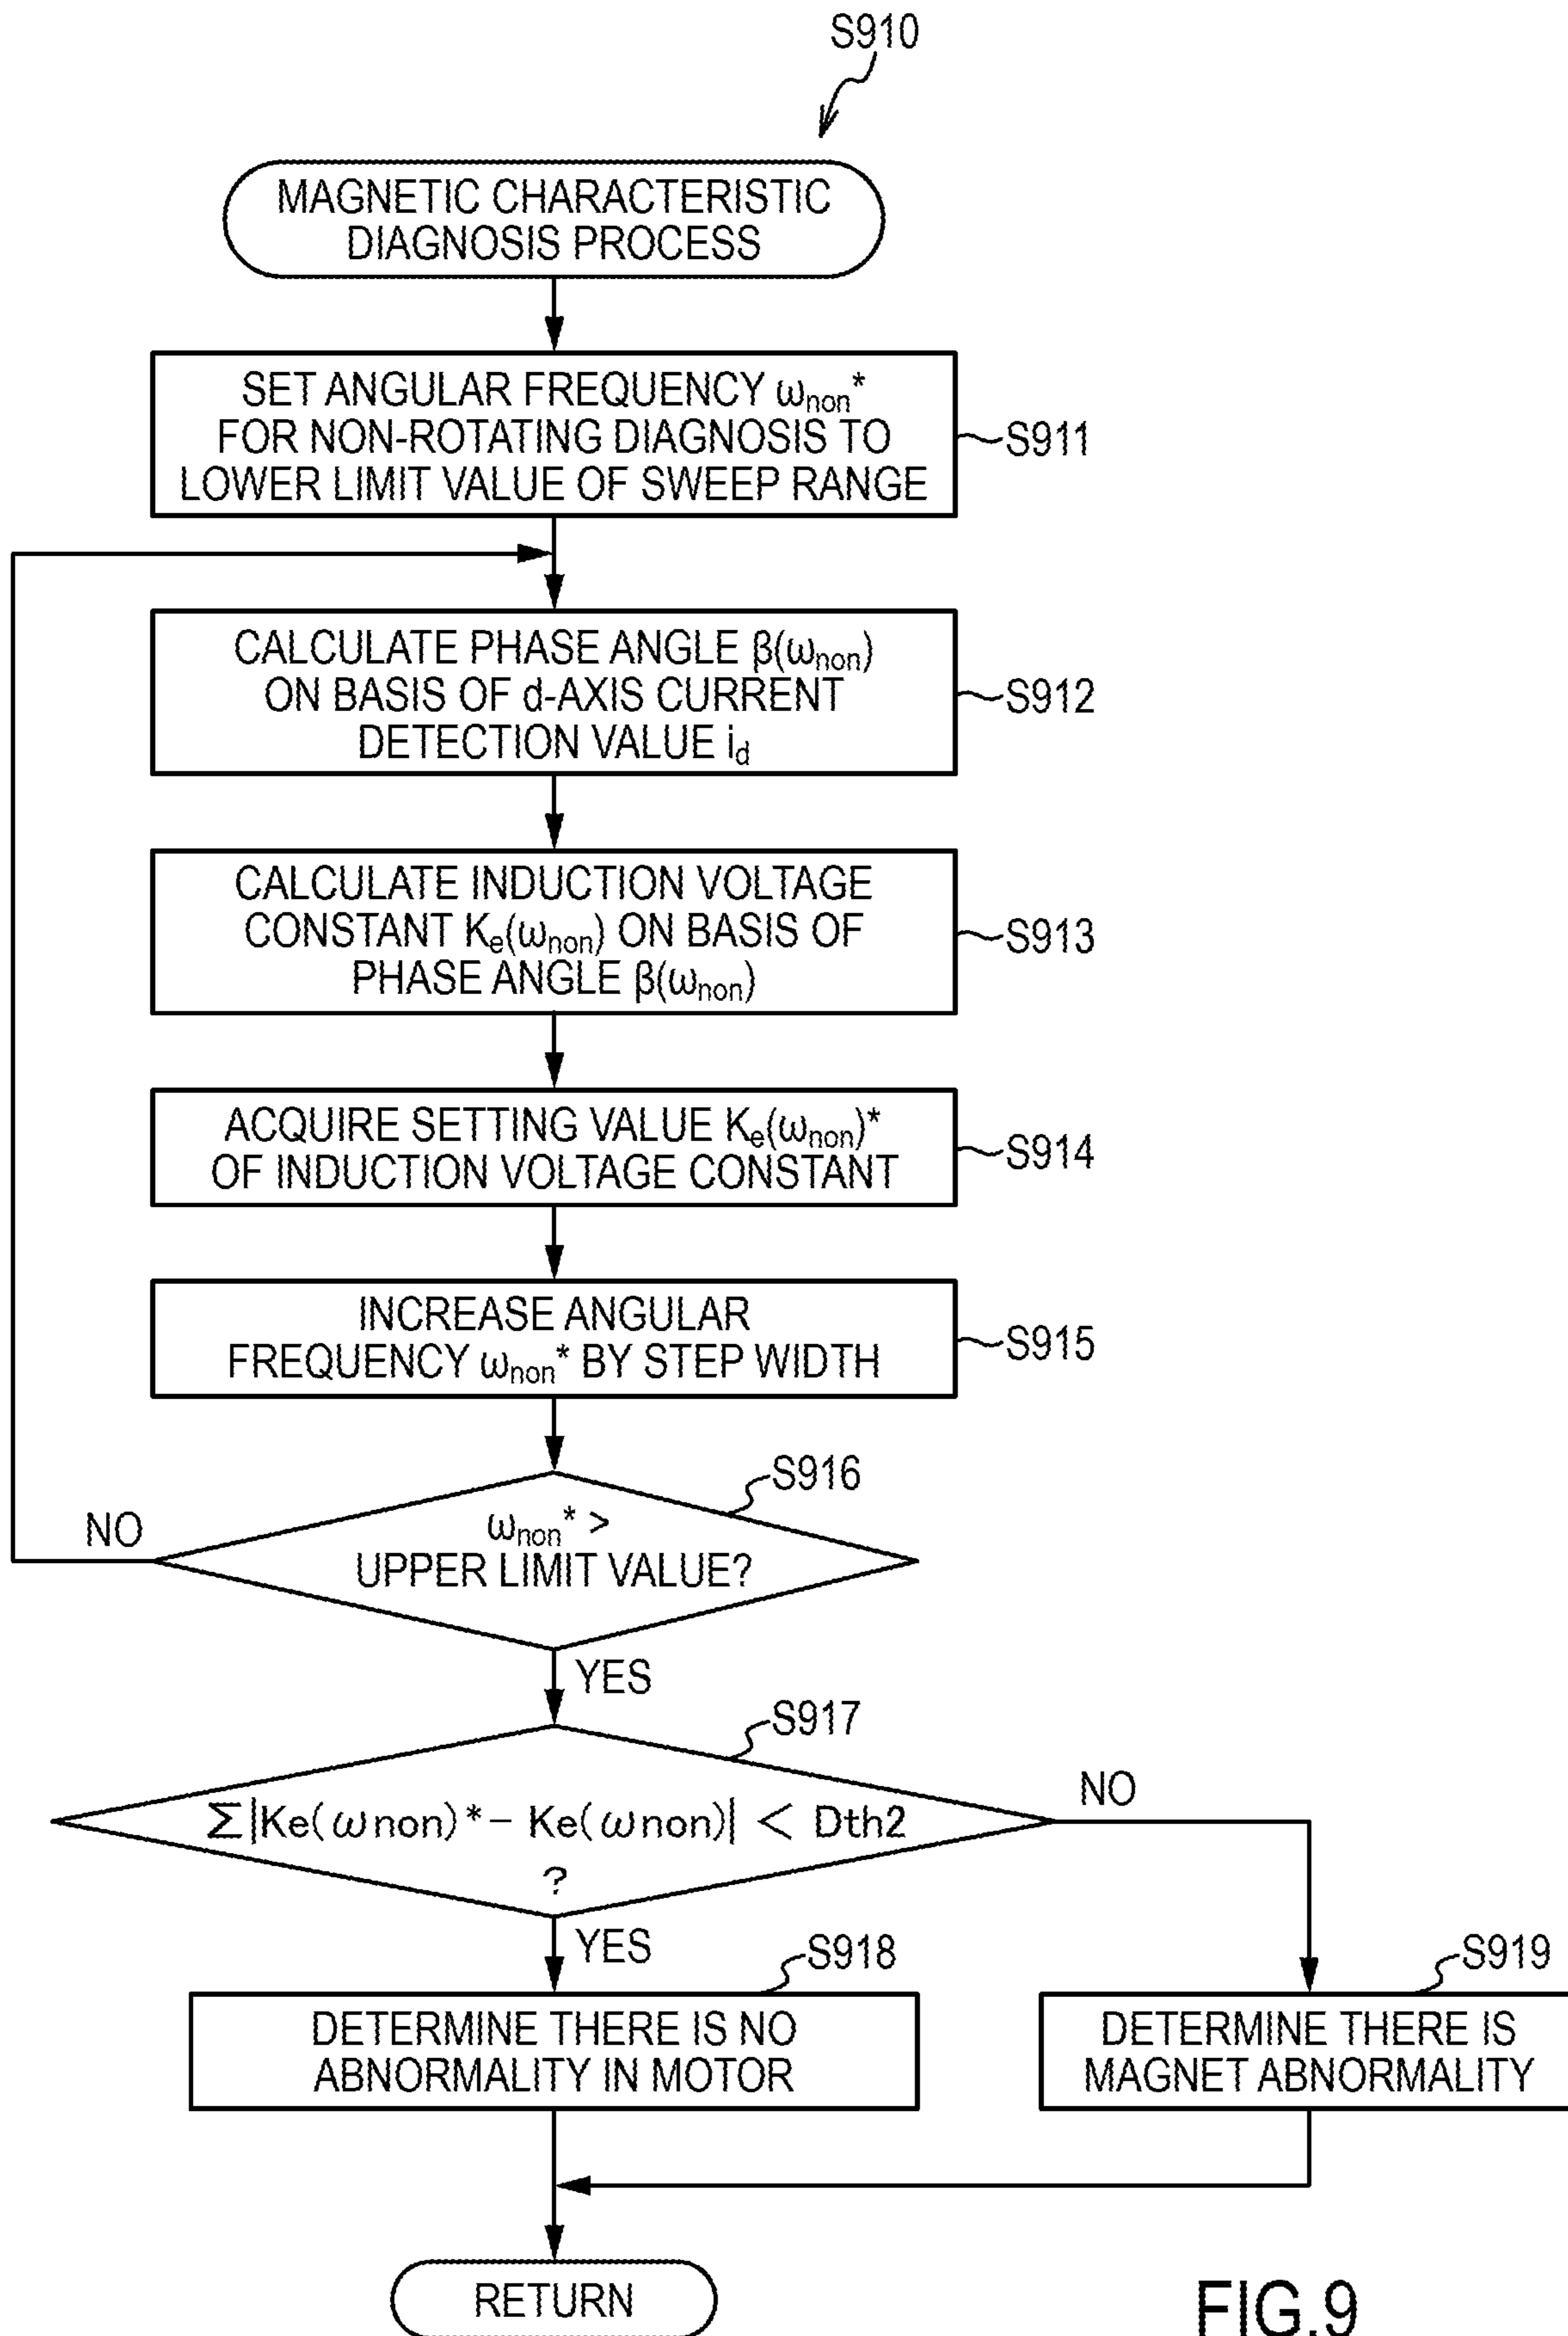 S910
MAGNETIC CHARACTERISTIC
DIAGNOSIS PROCESS
SET ANGULAR FREQUENCY ωnon*
FOR NON-ROTATING DIAGNOSIS TO
LOWER LIMIT VALUE OF SWEEP RANGE
S911
CALCULATE PHASE ANGLE β(ωnon)
ON BASIS OF d-AXIS CURRENT
DETECTION VALUE id
S912
CALCULATE INDUCTION VOLTAGE
CONSTANT Ke(ωnon) ON BASIS OF
PHASE ANGLE β(ωnon)
S913
ACQUIRE SETTING VALUE Ke(ωnon)*
OF INDUCTION VOLTAGE CONSTANT
S914
INCREASE ANGULAR
FREQUENCY ωnon* BY STEP WIDTH
S915
S916
NO
ωnon* >
UPPER LIMIT VALUE?
YES
S917
NO
Σ|Ke(ωnon)*− Ke(ωnon)| < Dth2
?
YES
S918
S919
DETERMINE THERE IS NO
ABNORMALITY IN MOTOR
DETERMINE THERE IS
MAGNET ABNORMALITY
RETURN
FIG.9